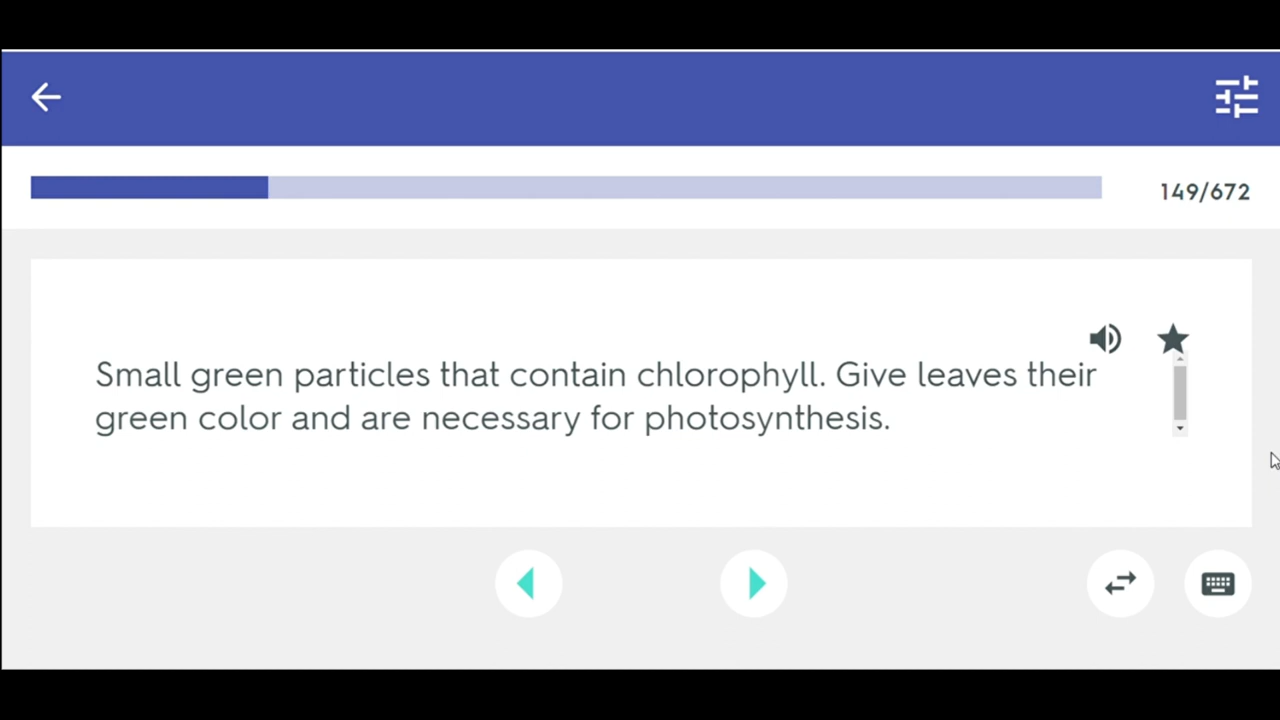 149/672
Small green particles that contain chlorophyll. Give leaves their
green color and are necessary for photosynthesis.